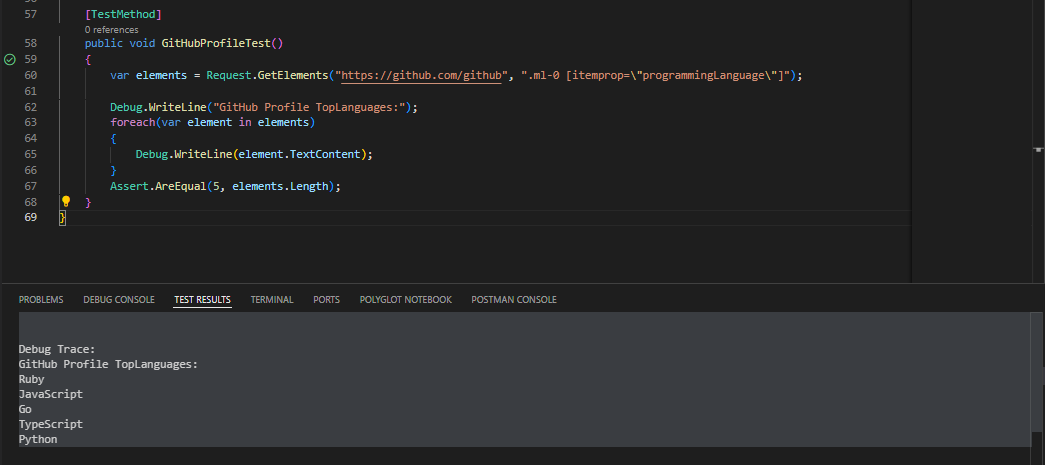 57 [TestMethod]
0 references
58 public void GitHubProfileTest()
59 {
60 var elements = Request.GetElements("https://github.com/github", ".ml-0 [itemprop=\"programmingLanguage\"]");
61
62 Debug.WriteLine("GitHub Profile TopLanguages:");
63 foreach(var element in elements)
64 {
65 Debug.WriteLine(element.TextContent);
66 }
67 Assert.AreEqual(5, elements.Length);
68 }
69 }
PROBLEMS DEBUG CONSOLE TEST RESULTS TERMINAL PORTS POLYGLOT NOTEBOOK POSTMAN CONSOLE
Debug Trace:
GitHub Profile TopLanguages:
Ruby
JavaScript
Go
TypeScript
Python